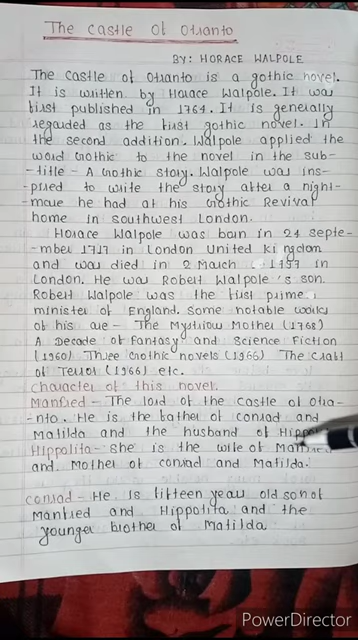 The Castle of Otranto
BY: HORACE WALPOLE
The Castle of Otranto is a gothic novel.
It is written by Horace Walpole. It was
first published in 1764. It is generally
regarded as the first gothic novel. In
the second addition. Walpole applied the
word Gothic to the novel in the sub-
-title - A Gothic story. Walpole was ins-
-pried to write the story after a night-
-mare he had at his Gothic Revival
home in southwest London.
Horace Walpole was born in 24 septe-
-mber 1717 in London United kingdom
and was died in 2 March 1797 in
London. He was Robert Walpole's son.
Robert Walpole was the first prime
minister of England. Some notable works
of his are - The Mystriow Mother (1768)
A Decade of Fantasy and Science Fiction
(1960) Three Gothic novels (1966) The Craft
of Terror (1966) etc.
Character of this novel.
Manfred - The lord of the castle of Otra-
-nto. He is the father of conrad and
Matilda and the husband of
Hippolita - she is the wife of
and Mother of conrad and Matilda.
conrad - He is fifteen year old son of
Manfred and Hippolita and the
younger brother of Matilda
PowerDirector